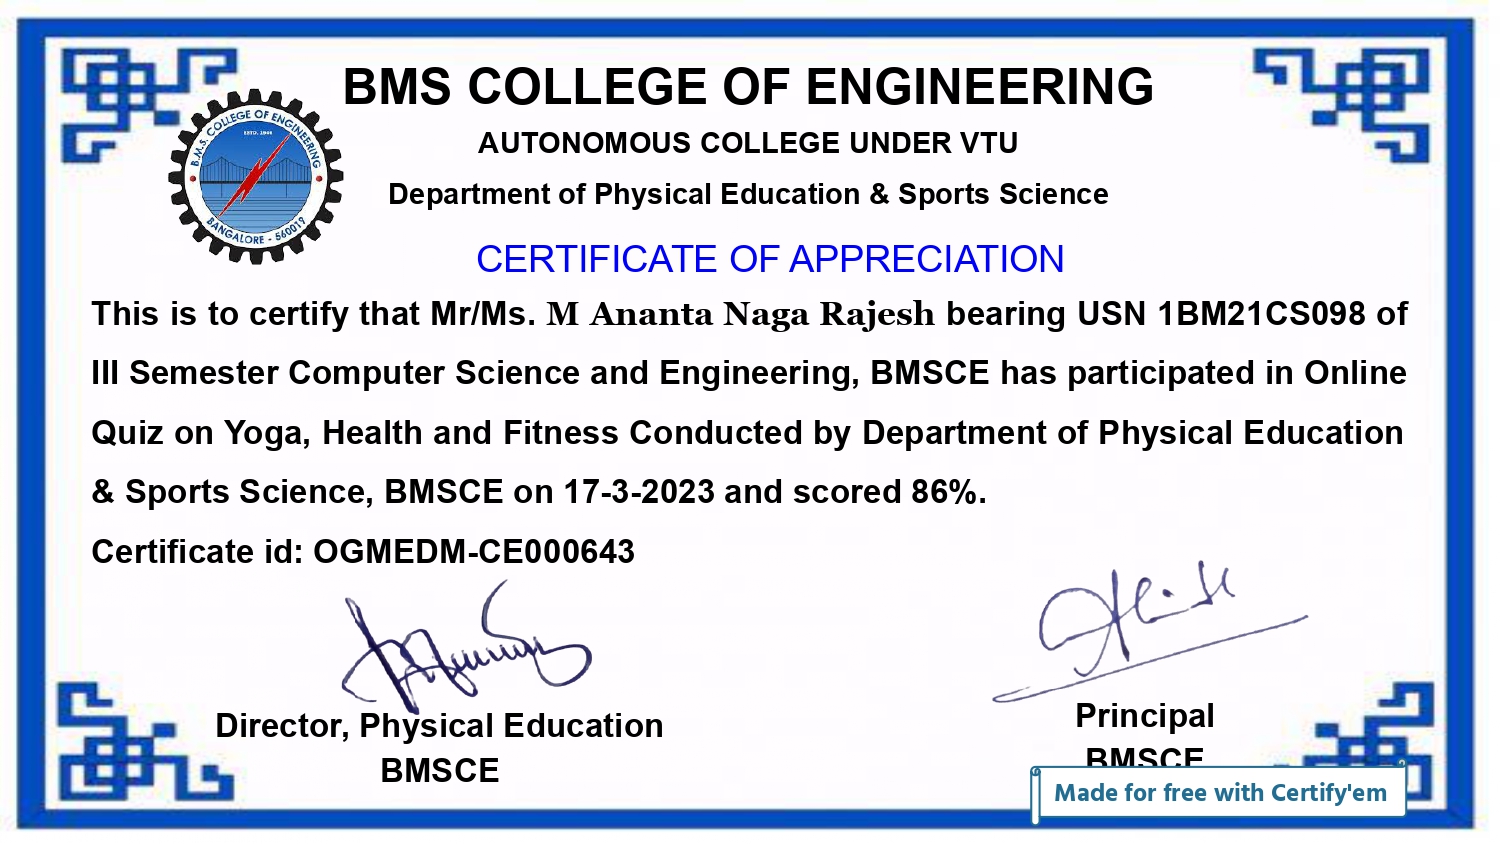 BMS COLLEGE OF ENGINEERING
AUTONOMOUS COLLEGE UNDER VTU
Department of Physical Education & Sports Science
B.M.S. COLLEGE OF ENGINEERING
ESTD. 1946
BANGALORE - 560019
CERTIFICATE OF APPRECIATION
This is to certify that Mr/Ms. M Ananta Naga Rajesh bearing USN 1BM21CS098 of
III Semester Computer Science and Engineering, BMSCE has participated in Online
Quiz on Yoga, Health and Fitness Conducted by Department of Physical Education
& Sports Science, BMSCE on 17-3-2023 and scored 86%.
Certificate id: OGMEDM-CE000643
Director, Physical Education
BMSCE
Principal
BMSCE
Made for free with Certify'em